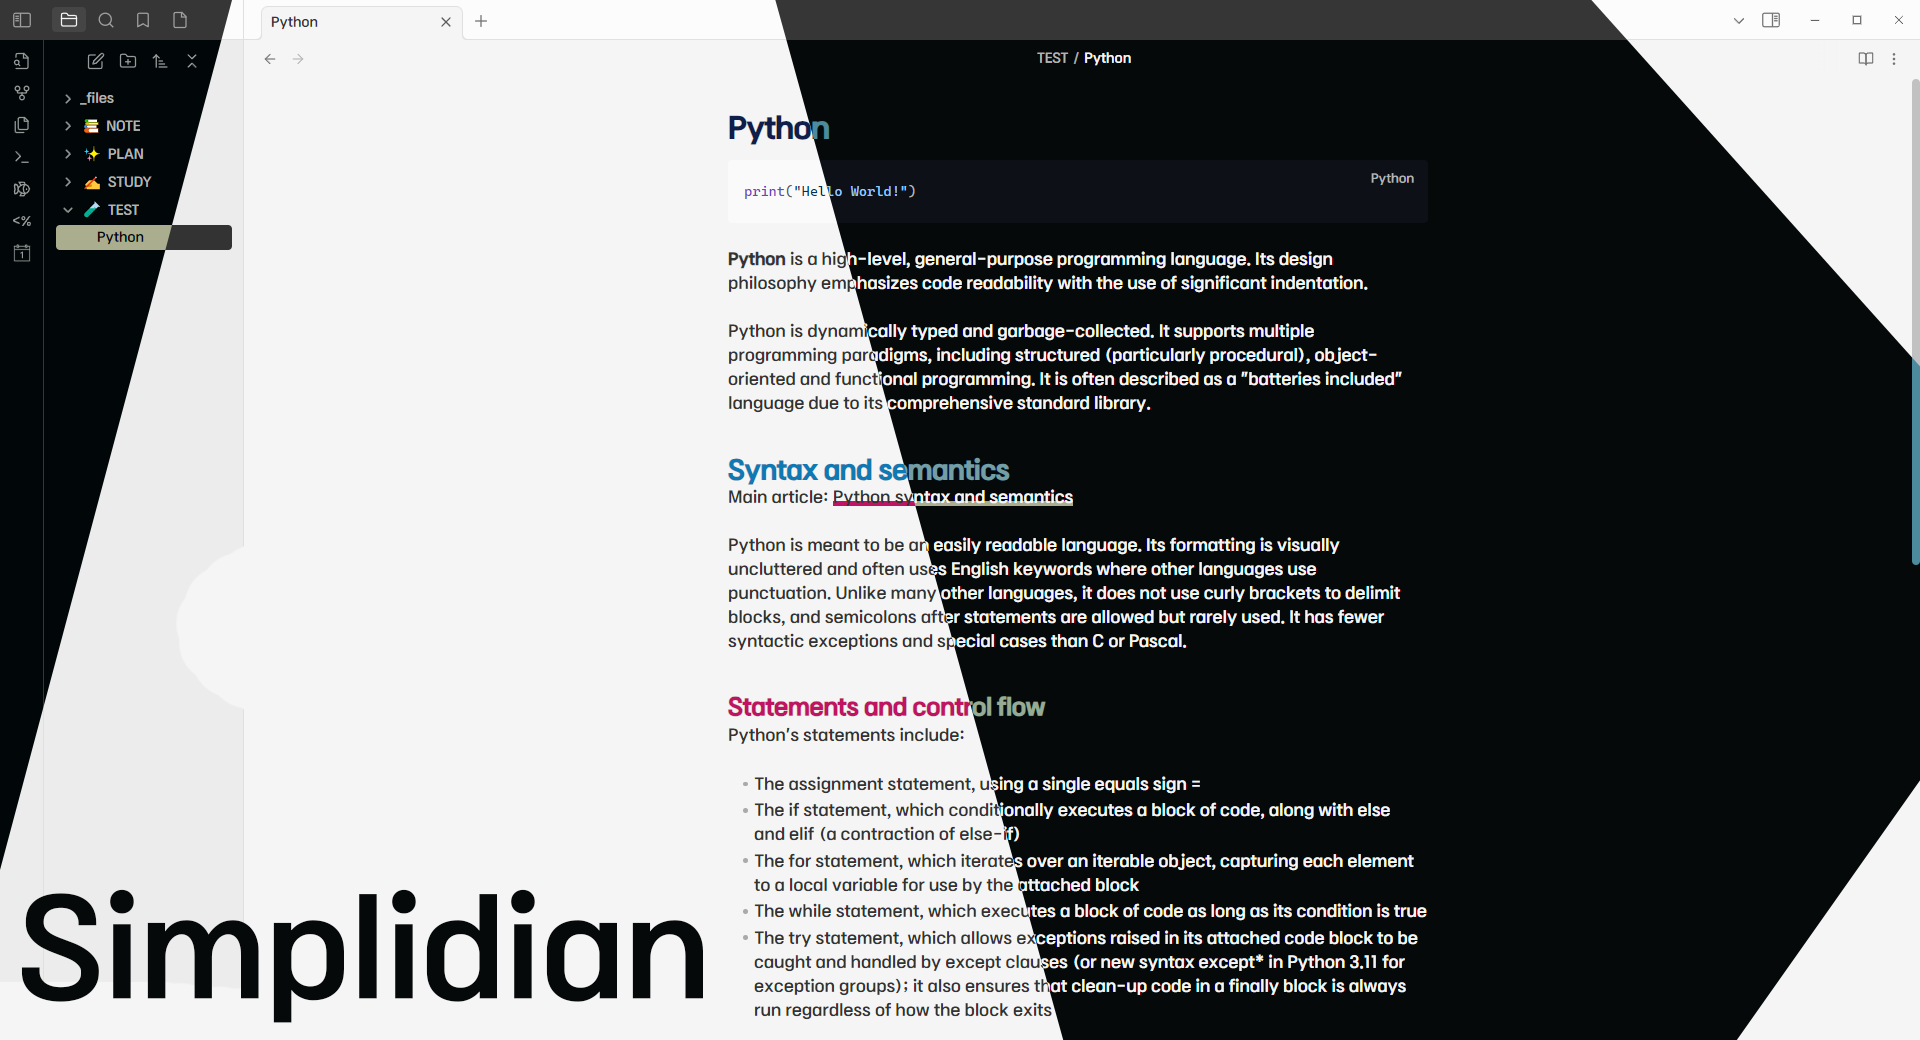 Python
TEST / Python
_files
NOTE
PLAN
STUDY
TEST
Python
<%
1
Python
Python
print("Hello World!")
Python is a high-level, general-purpose programming language. Its design
philosophy emphasizes code readability with the use of significant indentation.
Python is dynamically typed and garbage-collected. It supports multiple
programming paradigms, including structured (particularly procedural), object-
oriented and functional programming. It is often described as a "batteries included"
language due to its comprehensive standard library.
Syntax and semantics
Main article: Python syntax and semantics
Python is meant to be an easily readable language. Its formatting is visually
uncluttered and often uses English keywords where other languages use
punctuation. Unlike many other languages, it does not use curly brackets to delimit
blocks, and semicolons after statements are allowed but rarely used. It has fewer
syntactic exceptions and special cases than C or Pascal.
Statements and control flow
Python's statements include:
• The assignment statement, using a single equals sign =
• The if statement, which conditionally executes a block of code, along with else
and elif (a contraction of else-if)
• The for statement, which iterates over an iterable object, capturing each element
to a local variable for use by the attached block
• The while statement, which executes a block of code as long as its condition is true
• The try statement, which allows exceptions raised in its attached code block to be
caught and handled by except clauses (or new syntax except* in Python 3.11 for
exception groups); it also ensures that clean-up code in a finally block is always
run regardless of how the block exits
Simplidian